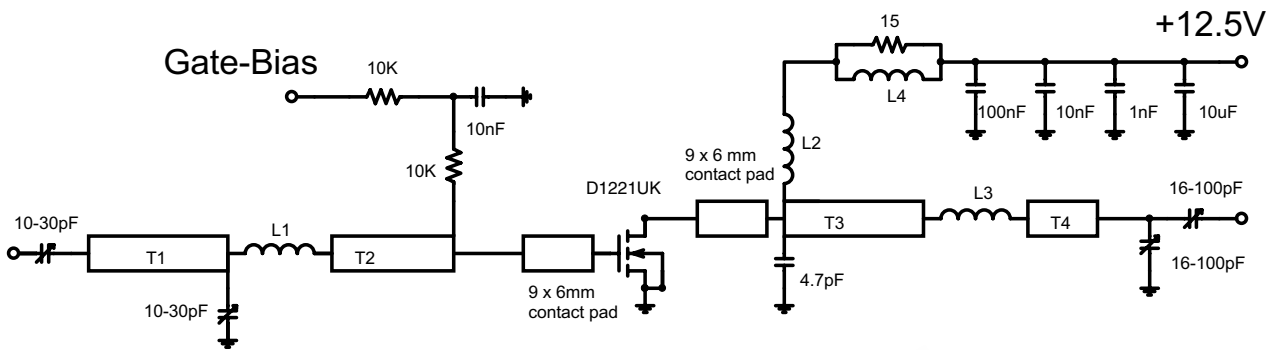 +12.5V
15
Gate-Bias
10K
L4
100nF
10nF
1nF
10uF
10nF
L2
10K
9 x 6 mm
contact pad
D1221UK
L3
16-100pF
10-30pF
L1
T3
T4
T1
T2
16-100pF
4.7pF
9 x 6mm
contact pad
10-30pF